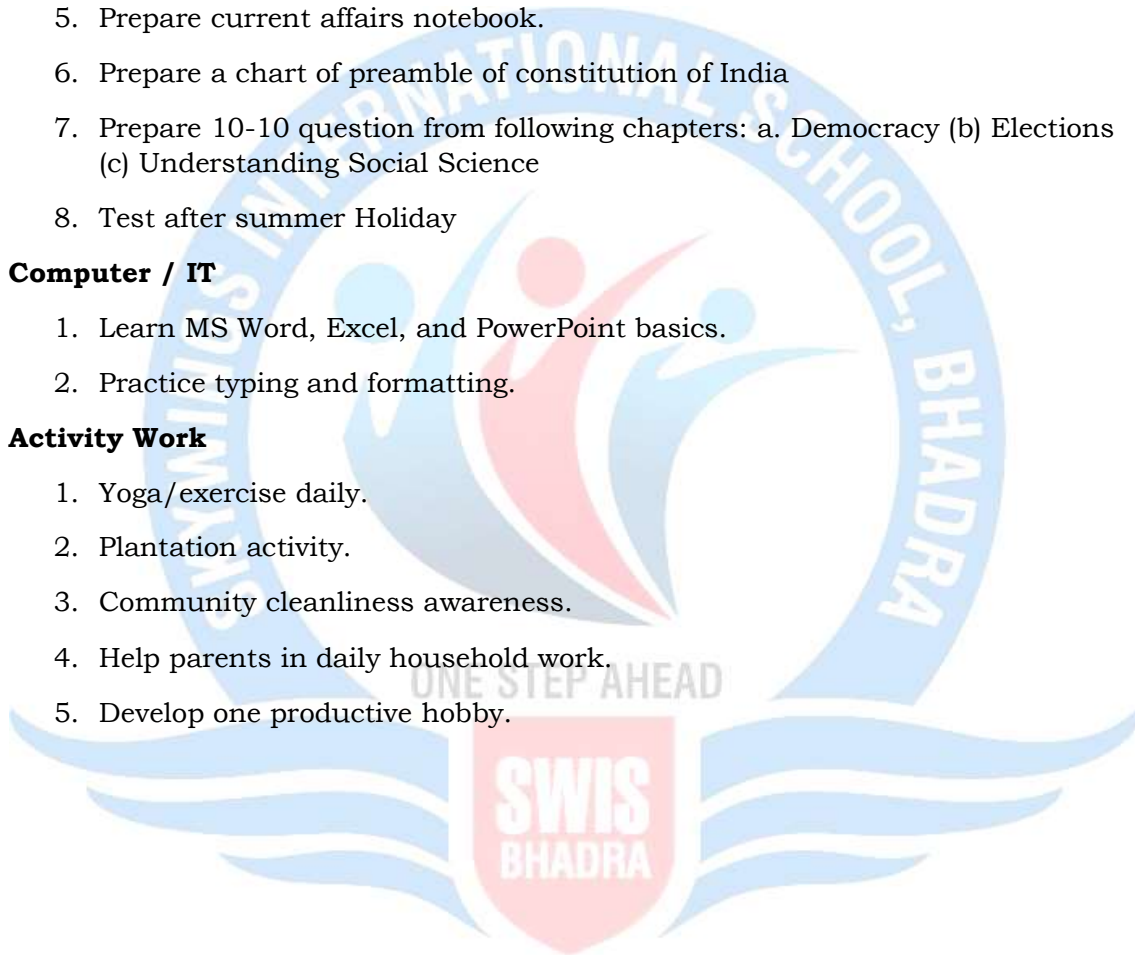 5. Prepare current affairs notebook.
6. Prepare a chart of preamble of constitution of India
7. Prepare 10-10 question from following chapters: a. Democracy (b) Elections
(c) Understanding Social Science
8. Test after summer Holiday
Computer / IT
1. Learn MS Word, Excel, and PowerPoint basics.
2. Practice typing and formatting.
Activity Work
1. Yoga/exercise daily.
2. Plantation activity.
3. Community cleanliness awareness.
4. Help parents in daily household work.
5. Develop one productive hobby.
SKYWINGS INTERNATIONAL SCHOOL, BHADRA
ONE STEP AHEAD
SWIS
BHADRA